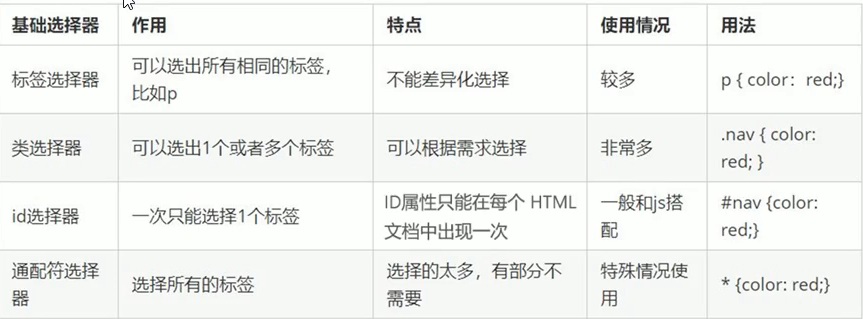 基础选择器 作用 特点 使用情况 用法
标签选择器 可以选出所有相同的标签，
比如p 不能差异化选择 较多 p { color： red;}
类选择器 可以选出1个或者多个标签 可以根据需求选择 非常多 .nav { color:
red; }
id选择器 一次只能选择1个标签 ID属性只能在每个 HTML
文档中出现一次 一般和js搭
配 #nav {color:
red;}
通配符选择
器 选择所有的标签 选择的太多，有部分不
需要 特殊情况使
用 * {color: red;}